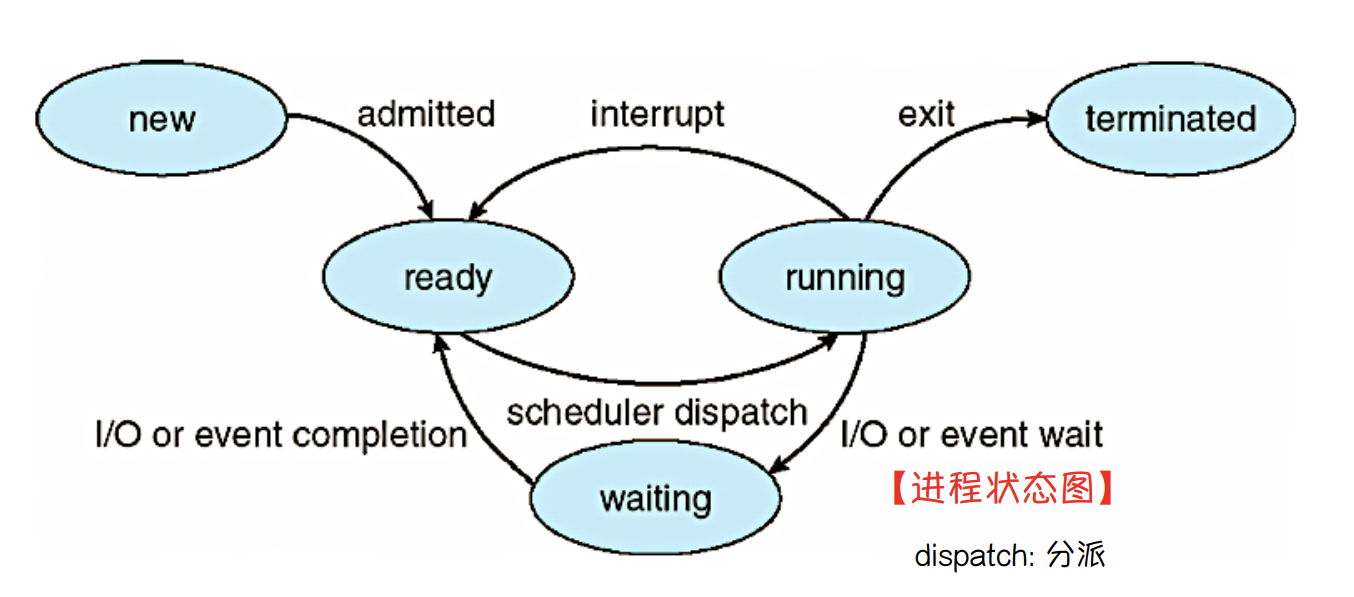 new
admitted
interrupt
exit
terminated
ready
running
scheduler dispatch
I/O or event completion
I/O or event wait
waiting
【进程状态图】
dispatch: 分派